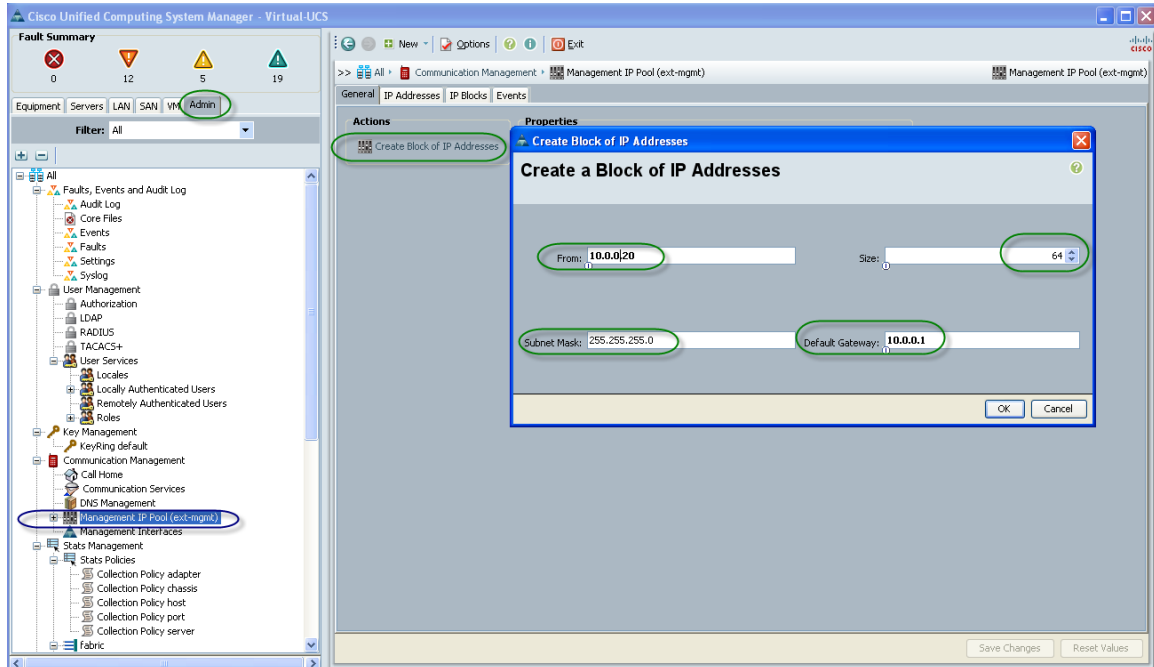 Cisco Unified Computing System Manager - Virtual-UCS
Fault Summary
0 12 5 19
Equipment Servers LAN SAN VM Admin
Filter: All
All
Faults, Events and Audit Log
Audit Log
Core Files
Events
Faults
Settings
Syslog
User Management
Authorization
LDAP
RADIUS
TACACS+
User Services
Locales
Locally Authenticated Users
Remotely Authenticated Users
Roles
Key Management
KeyRing default
Communication Management
Call Home
Communication Services
DNS Management
Management IP Pool (ext-mgmt)
Management Interfaces
Stats Management
Stats Policies
Collection Policy adapter
Collection Policy chassis
Collection Policy host
Collection Policy port
Collection Policy server
fabric
New Options Exit
CISCO
>> All Communication Management Management IP Pool (ext-mgmt) Management IP Pool (ext-mgmt)
General IP Addresses IP Blocks Events
Actions Properties
Create Block of IP Addresses
Create Block of IP Addresses
Create a Block of IP Addresses
From: 10.0.0.20 Size: 64
Subnet Mask: 255.255.255.0 Default Gateway: 10.0.0.1
OK Cancel
Save Changes Reset Values